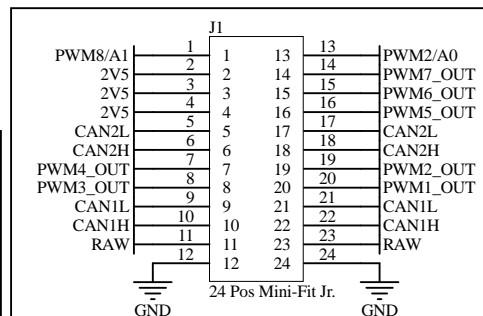 J1
PWM8/A1 1 1 13 13 PWM2/A0
2V5 2 2 14 14 PWM7_OUT
2V5 3 3 15 15 PWM6_OUT
2V5 4 4 16 16 PWM5_OUT
CAN2L 5 5 17 17 CAN2L
CAN2H 6 6 18 18 CAN2H
PWM4_OUT 7 7 19 19 PWM2_OUT
PWM3_OUT 8 8 20 20 PWM1_OUT
CAN1L 9 9 21 21 CAN1L
CAN1H 10 10 22 22 CAN1H
RAW 11 11 23 23 RAW
12 12 24 24
24 Pos Mini-Fit Jr.
GND GND